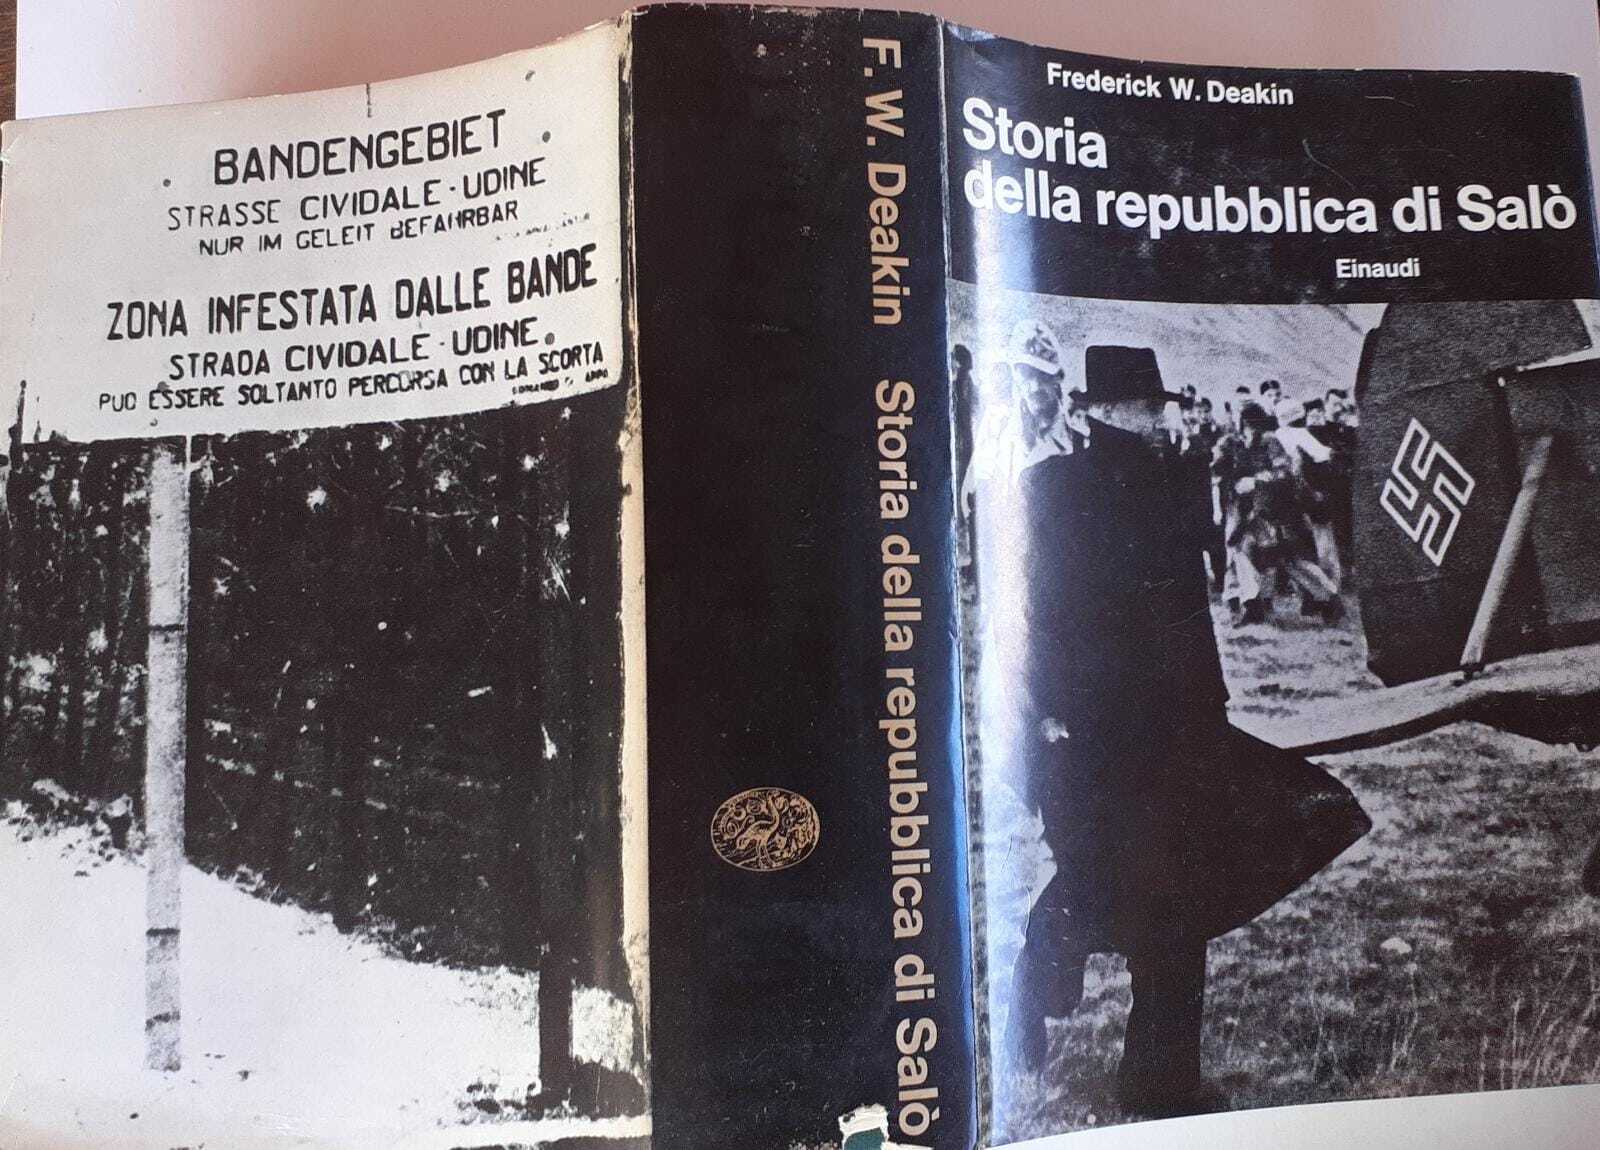 BANDENGEBIET
STRASSE CIVIDALE - UDINE
NUR IM GELEIT BEFAHRBAR
ZONA INFESTATA DALLE BANDE
STRADA CIVIDALE - UDINE
PUO ESSERE SOLTANTO PERCORSA CON LA SCORTA
F. W. Deakin Storia della repubblica di Salò
Frederick W. Deakin
Storia
della repubblica di Salò
Einaudi